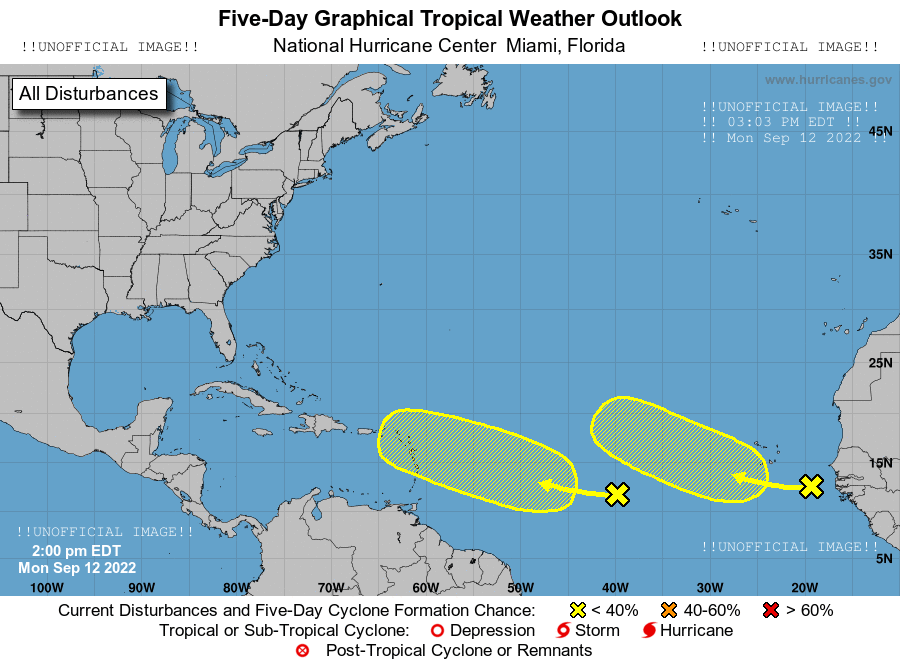 Five-Day Graphical Tropical Weather Outlook
!!UNOFFICIAL IMAGE!! National Hurricane Center Miami, Florida !!UNOFFICIAL IMAGE!!
www.hurricanes.gov
All Disturbances
!!UNOFFICIAL IMAGE!!
!! 03:03 PM EDT !!
!! Mon Sep 12 2022 !!
45N
35N
25N
15N
!!UNOFFICIAL IMAGE!!
2:00 pm EDT
!!UNOFFICIAL IMAGE!!
5N
Mon Sep 12 2022
100W 90W 80W 70W 60W 50W 40W 30W 20W
Current Disturbances and Five-Day Cyclone Formation Chance: < 40% 40-60% > 60%
Tropical or Sub-Tropical Cyclone: Depression Storm Hurricane
Post-Tropical Cyclone or Remnants